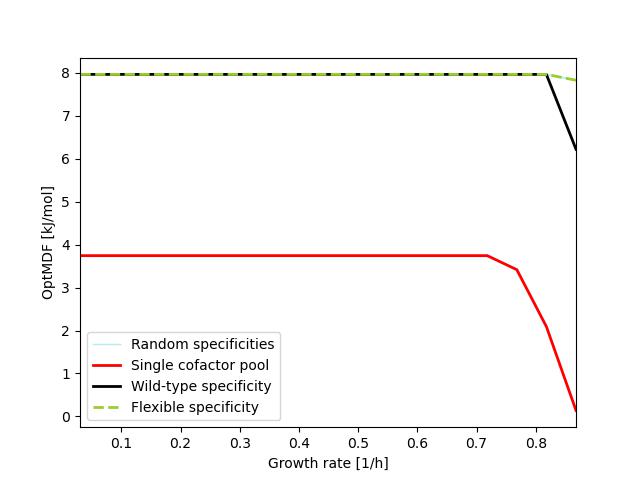 8
7
6
5
4
3
2
1
0
OptMDF [kJ/mol]
Random specificities
Single cofactor pool
Wild-type specificity
Flexible specificity
0.1 0.2 0.3 0.4 0.5 0.6 0.7 0.8
Growth rate [1/h]